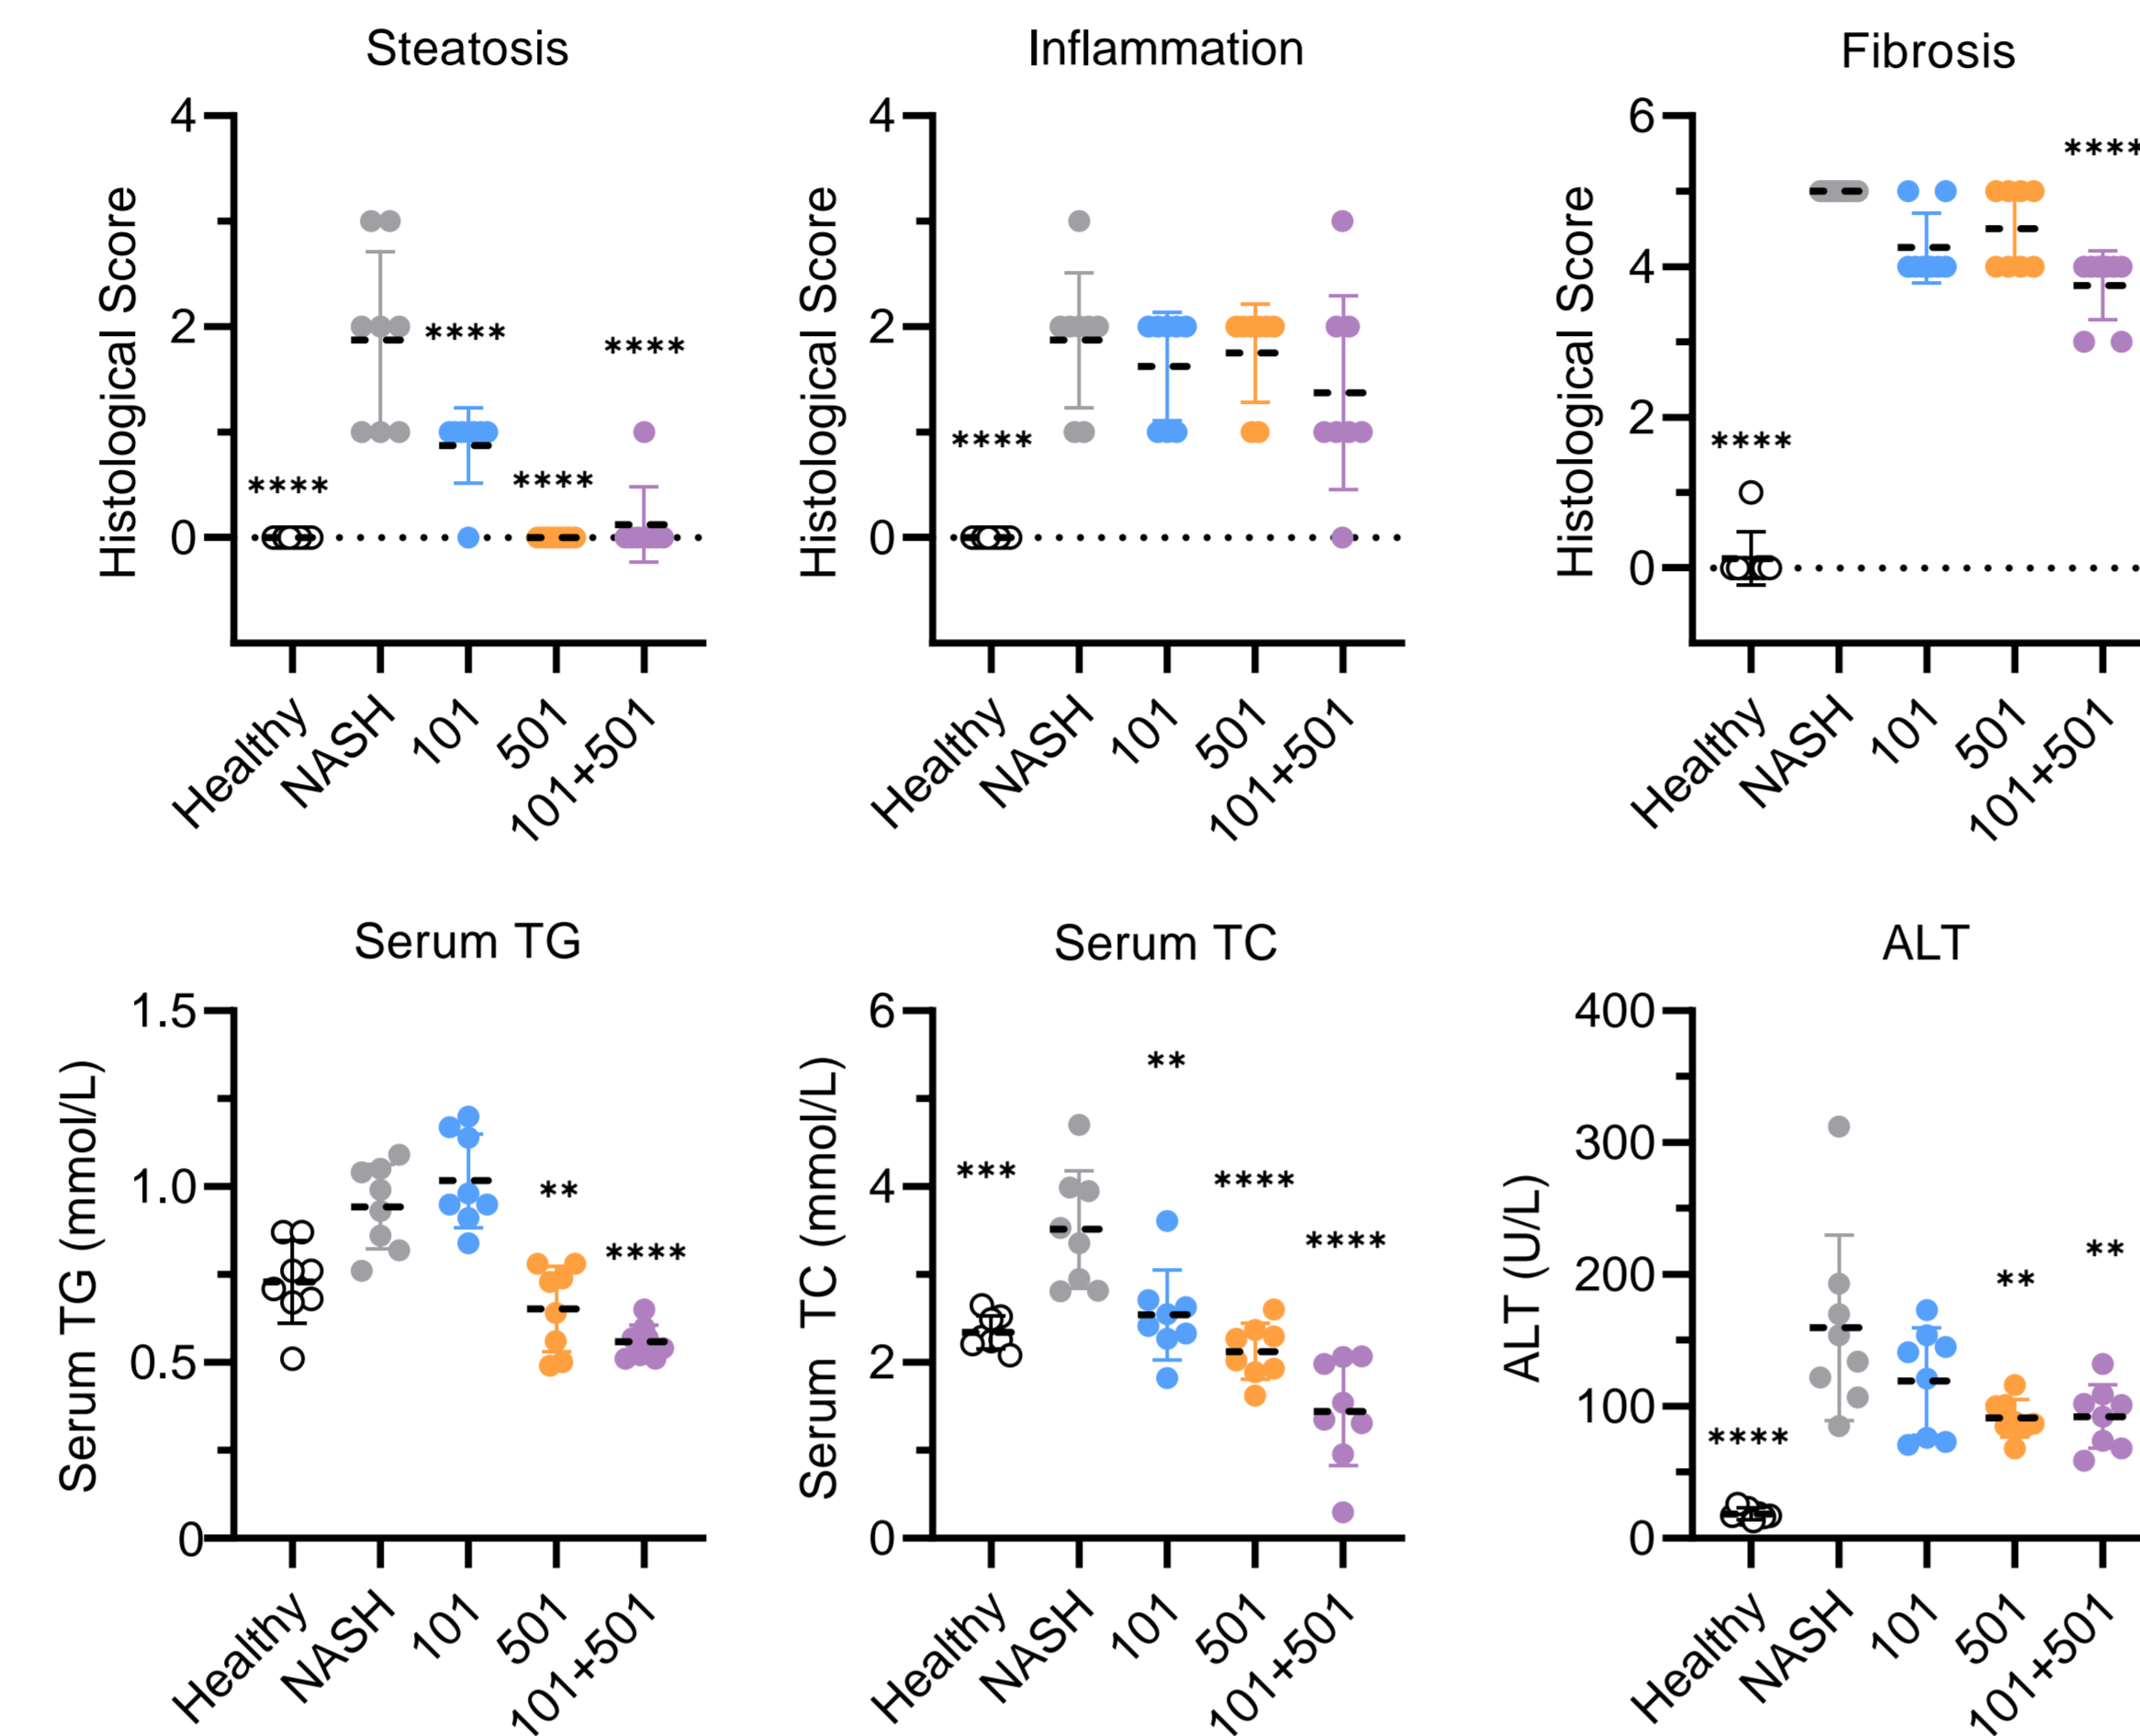 Steatosis
Histological Score
4
2
0
****
****
****
****
Healthy
NASH
101
501
101+501
Inflammation
Histological Score
4
2
0
****
Healthy
NASH
101
501
101+501
Fibrosis
Histological Score
6
4
2
0
****
****
Healthy
NASH
101
501
101+501
Serum TG
Serum TG (mmol/L)
1.5
1.0
0.5
0
**
****
Healthy
NASH
101
501
101+501
Serum TC
Serum TC (mmol/L)
6
4
2
0
***
**
****
****
Healthy
NASH
101
501
101+501
ALT
ALT (U/L)
400
300
200
100
0
****
**
**
Healthy
NASH
101
501
101+501